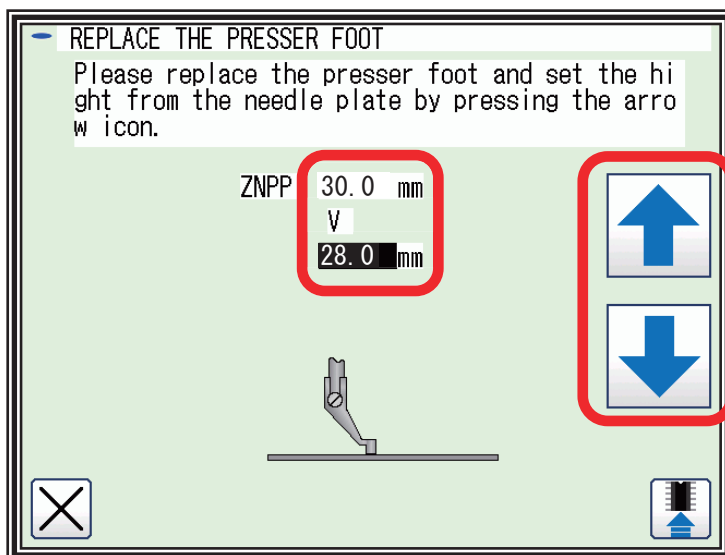 REPLACE THE PRESSER FOOT
Please replace the presser foot and set the hi
ght from the needle plate by pressing the arro
w icon.
ZNPP 30.0 mm
V
28.0 mm